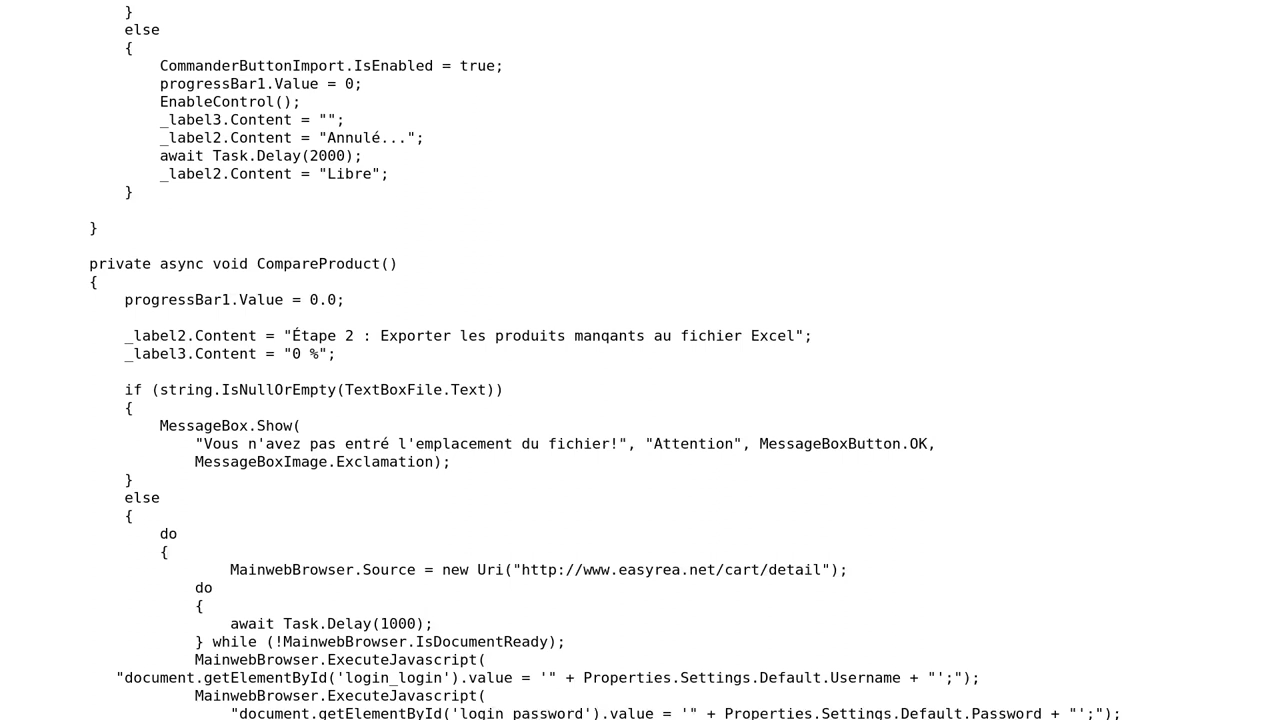 }
else
{
CommanderButtonImport.IsEnabled = true;
progressBar1.Value = 0;
EnableControl();
_label3.Content = "";
_label2.Content = "Annulé...";
await Task.Delay(2000);
_label2.Content = "Libre";
}
}
private async void CompareProduct()
{
progressBar1.Value = 0.0;
_label2.Content = "Étape 2 : Exporter les produits manqants au fichier Excel";
_label3.Content = "0 %";
if (string.IsNullOrEmpty(TextBoxFile.Text))
{
MessageBox.Show(
"Vous n'avez pas entré l'emplacement du fichier!", "Attention", MessageBoxButton.OK,
MessageBoxImage.Exclamation);
}
else
{
do
{
MainwebBrowser.Source = new Uri("http://www.easyrea.net/cart/detail");
do
{
await Task.Delay(1000);
} while (!MainwebBrowser.IsDocumentReady);
MainwebBrowser.ExecuteJavascript(
"document.getElementById('login_login').value = '" + Properties.Settings.Default.Username + "';");
MainwebBrowser.ExecuteJavascript(
"document.getElementById('login_password').value = '" + Properties.Settings.Default.Password + "';");